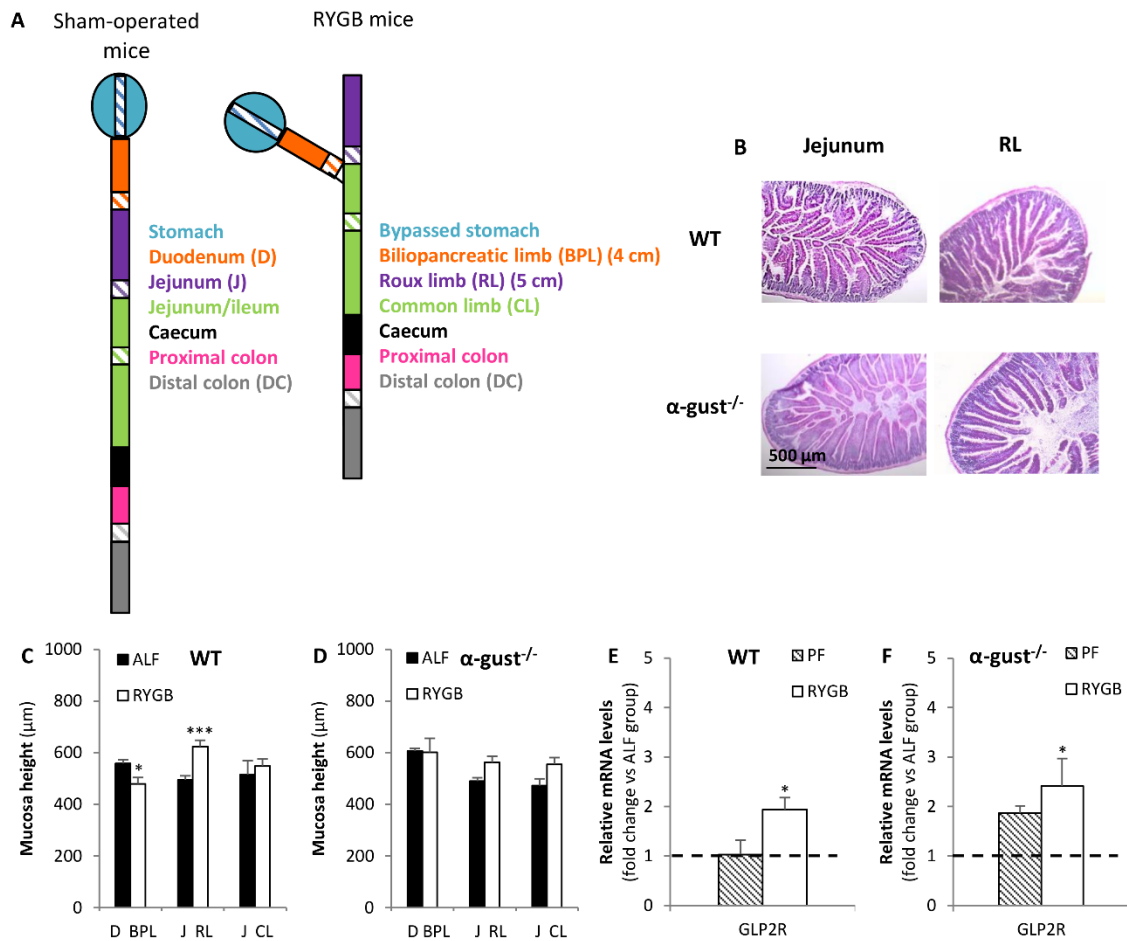 A
Sham-operated
mice
RYGB mice
Stomach
Duodenum (D)
Jejunum (J)
Jejunum/ileum
Caecum
Proximal colon
Distal colon (DC)
Bypassed stomach
Biliopancreatic limb (BPL) (4 cm)
Roux limb (RL) (5 cm)
Common limb (CL)
Caecum
Proximal colon
Distal colon (DC)
B
Jejunum RL
WT
α-gust-/-
500 µm
C
WT
ALF
RYGB
Mucosa height (µm)
1000
800
600
400
200
0
* ***
D BPL J RL J CL
D
α-gust-/-
ALF
RYGB
Mucosa height (µm)
1000
800
600
400
200
0
D BPL J RL J CL
E
WT
PF
RYGB
Relative mRNA levels
(fold change vs ALF group)
5
4
3
2
1
0
*
GLP2R
F
α-gust-/-
PF
RYGB
Relative mRNA levels
(fold change vs ALF group)
5
4
3
2
1
0
*
GLP2R